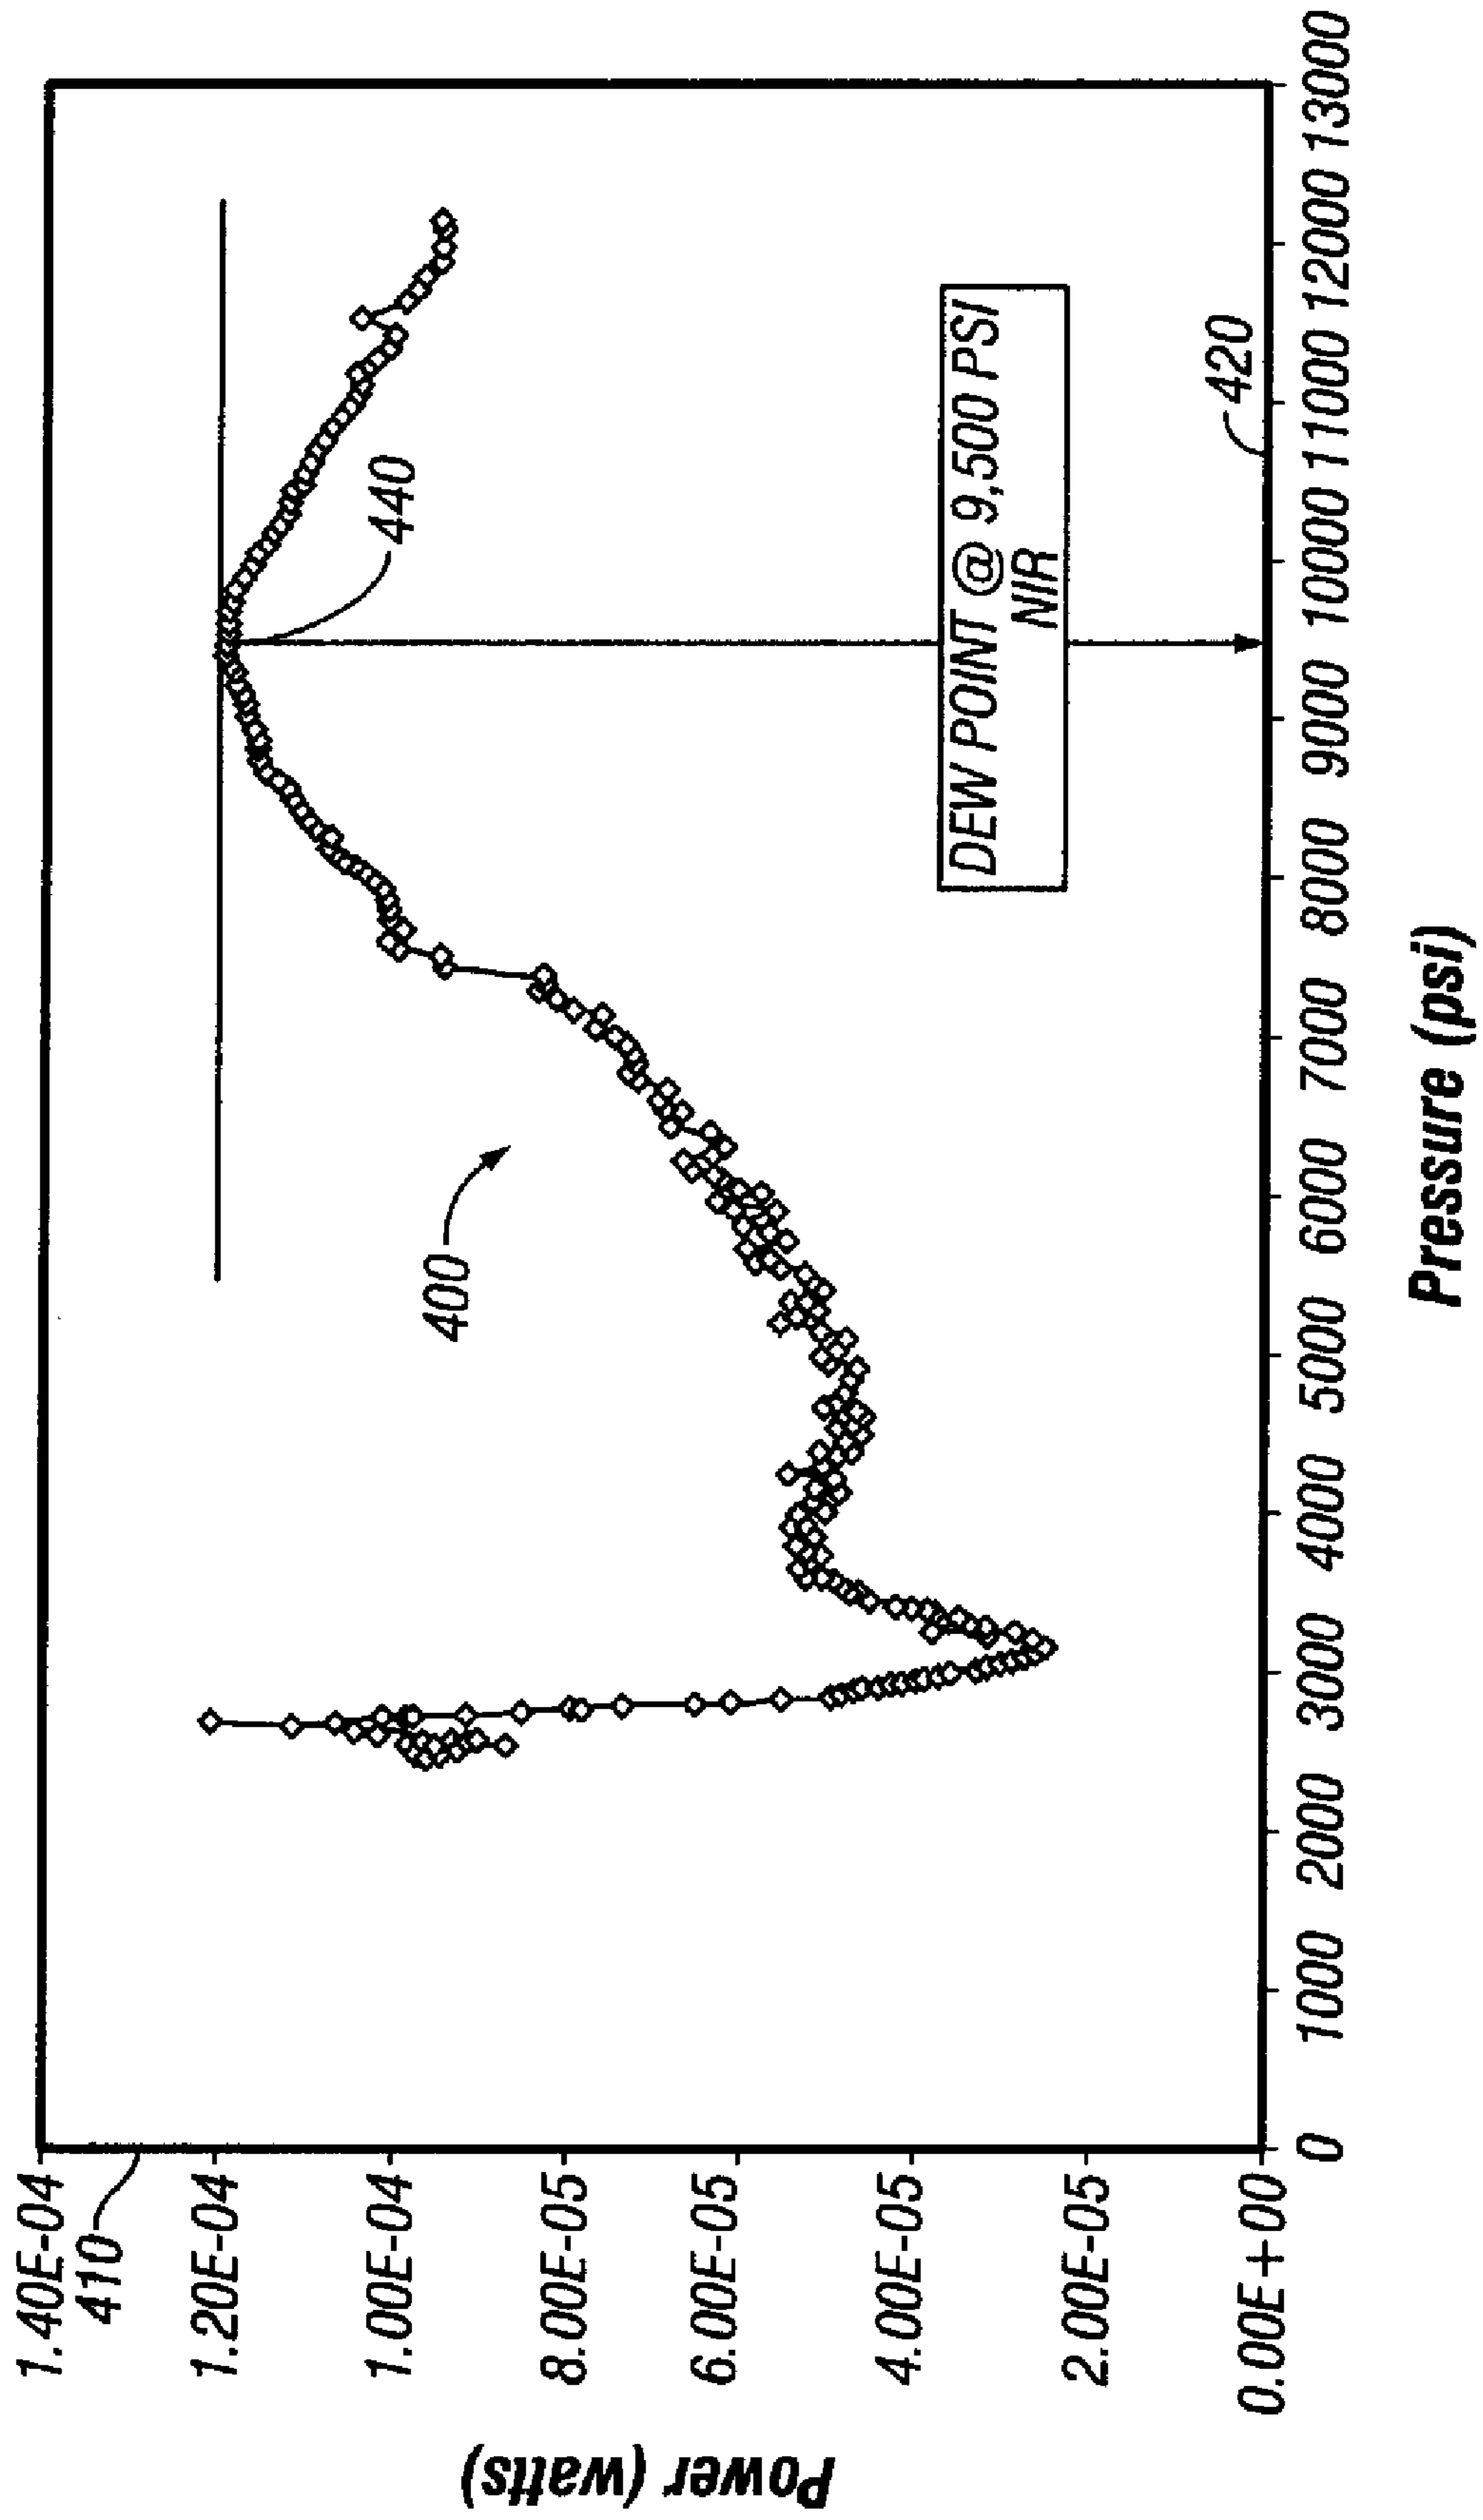 1.40E-04
410
1.20E-04
1.00E-04
8.00E-05
6.00E-05
4.00E-05
2.00E-05
0.00E+00
Power (watts)
400
440
DEW POINT @ 9,500 PSI
NIR
420
0 1000 2000 3000 4000 5000 6000 7000 8000 9000 10000 11000 12000 13000
Pressure (psi)